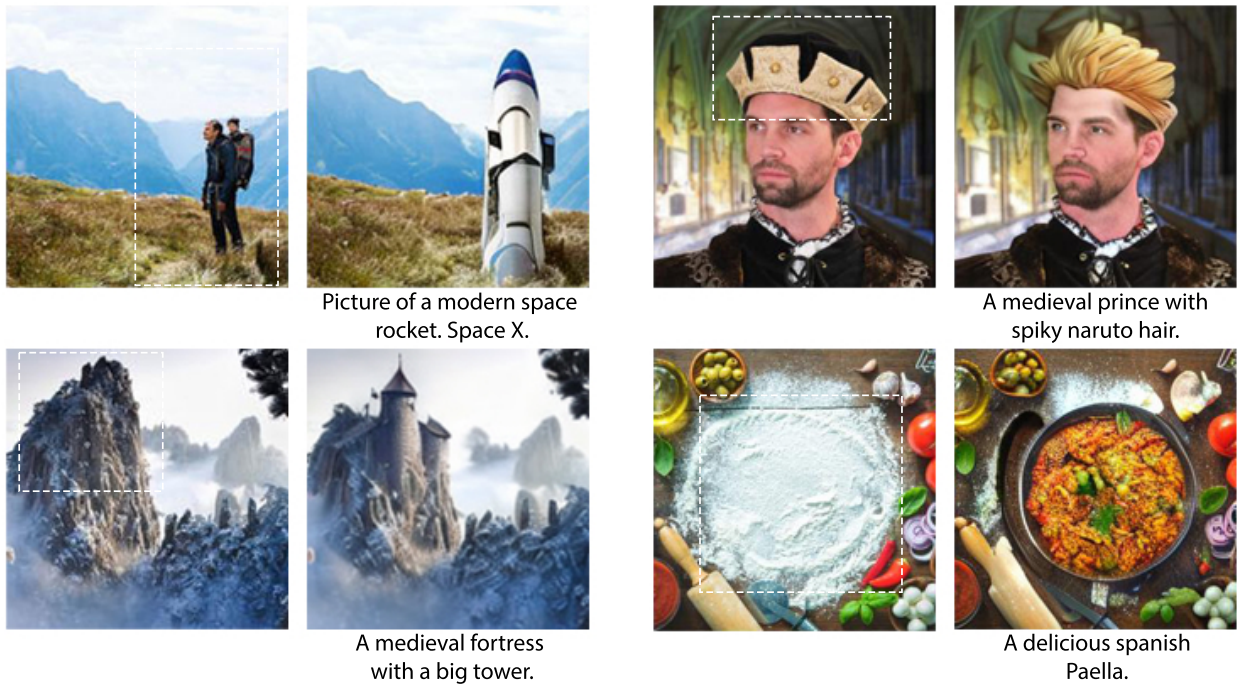 Picture of a modern space
rocket. Space X.
A medieval prince with
spiky naruto hair.
A medieval fortress
with a big tower.
A delicious spanish
Paella.